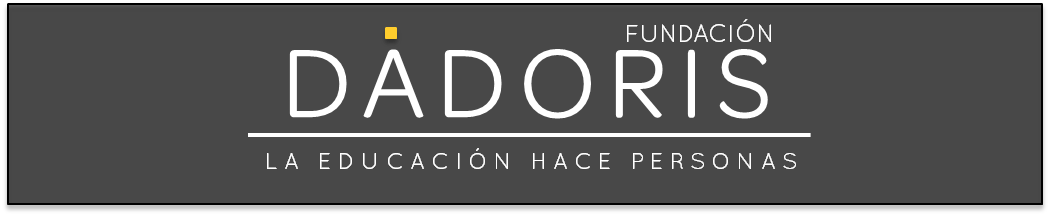 FUNDACIÓN
DADORIS
LA EDUCACIÓN HACE PERSONAS